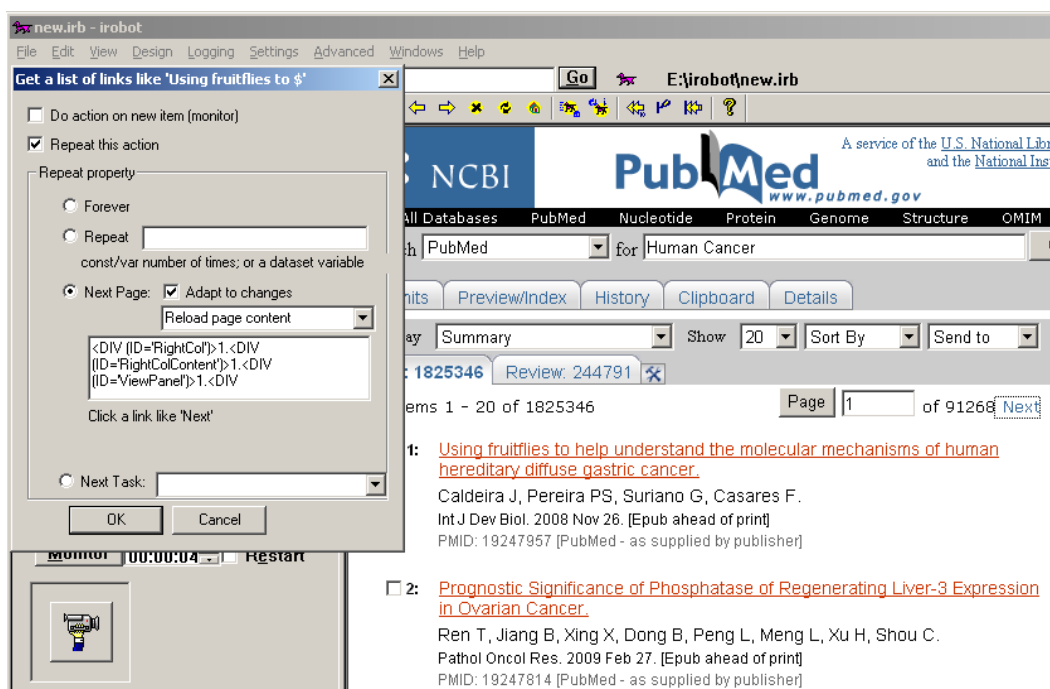 new.irb - irobot
File Edit View Design Logging Settings Advanced Windows Help
Get a list of links like 'Using fruitflies to $'
Do action on new item (monitor)
Repeat this action
Repeat property
Forever
Repeat
const/var number of times; or a dataset variable
Next Page: Adapt to changes
Reload page content
<DIV (ID='RightCol')>1.<DIV
(ID='RightColContent')>1.<DIV
(ID='ViewPanel')>1.<DIV
Click a link like 'Next'
Next Task:
OK Cancel
Monitor 00:00:04 Restart
Go E:\irobot\new.irb
NCBI
PubMed
www.pubmed.gov
A service of the U.S. National Libr
and the National Ins
All Databases PubMed Nucleotide Protein Genome Structure OMIM
h PubMed for Human Cancer
its Preview/Index History Clipboard Details
ay Summary Show 20 Sort By Send to
: 1825346 Review: 244791
ems 1 - 20 of 1825346 Page 1 of 91268 Next
1: Using fruitflies to help understand the molecular mechanisms of human
hereditary diffuse gastric cancer.
Caldeira J, Pereira PS, Suriano G, Casares F.
Int J Dev Biol. 2008 Nov 26. [Epub ahead of print]
PMID: 19247957 [PubMed - as supplied by publisher]
2: Prognostic Significance of Phosphatase of Regenerating Liver-3 Expression
in Ovarian Cancer.
Ren T, Jiang B, Xing X, Dong B, Peng L, Meng L, Xu H, Shou C.
Pathol Oncol Res. 2009 Feb 27. [Epub ahead of print]
PMID: 19247814 [PubMed - as supplied by publisher]